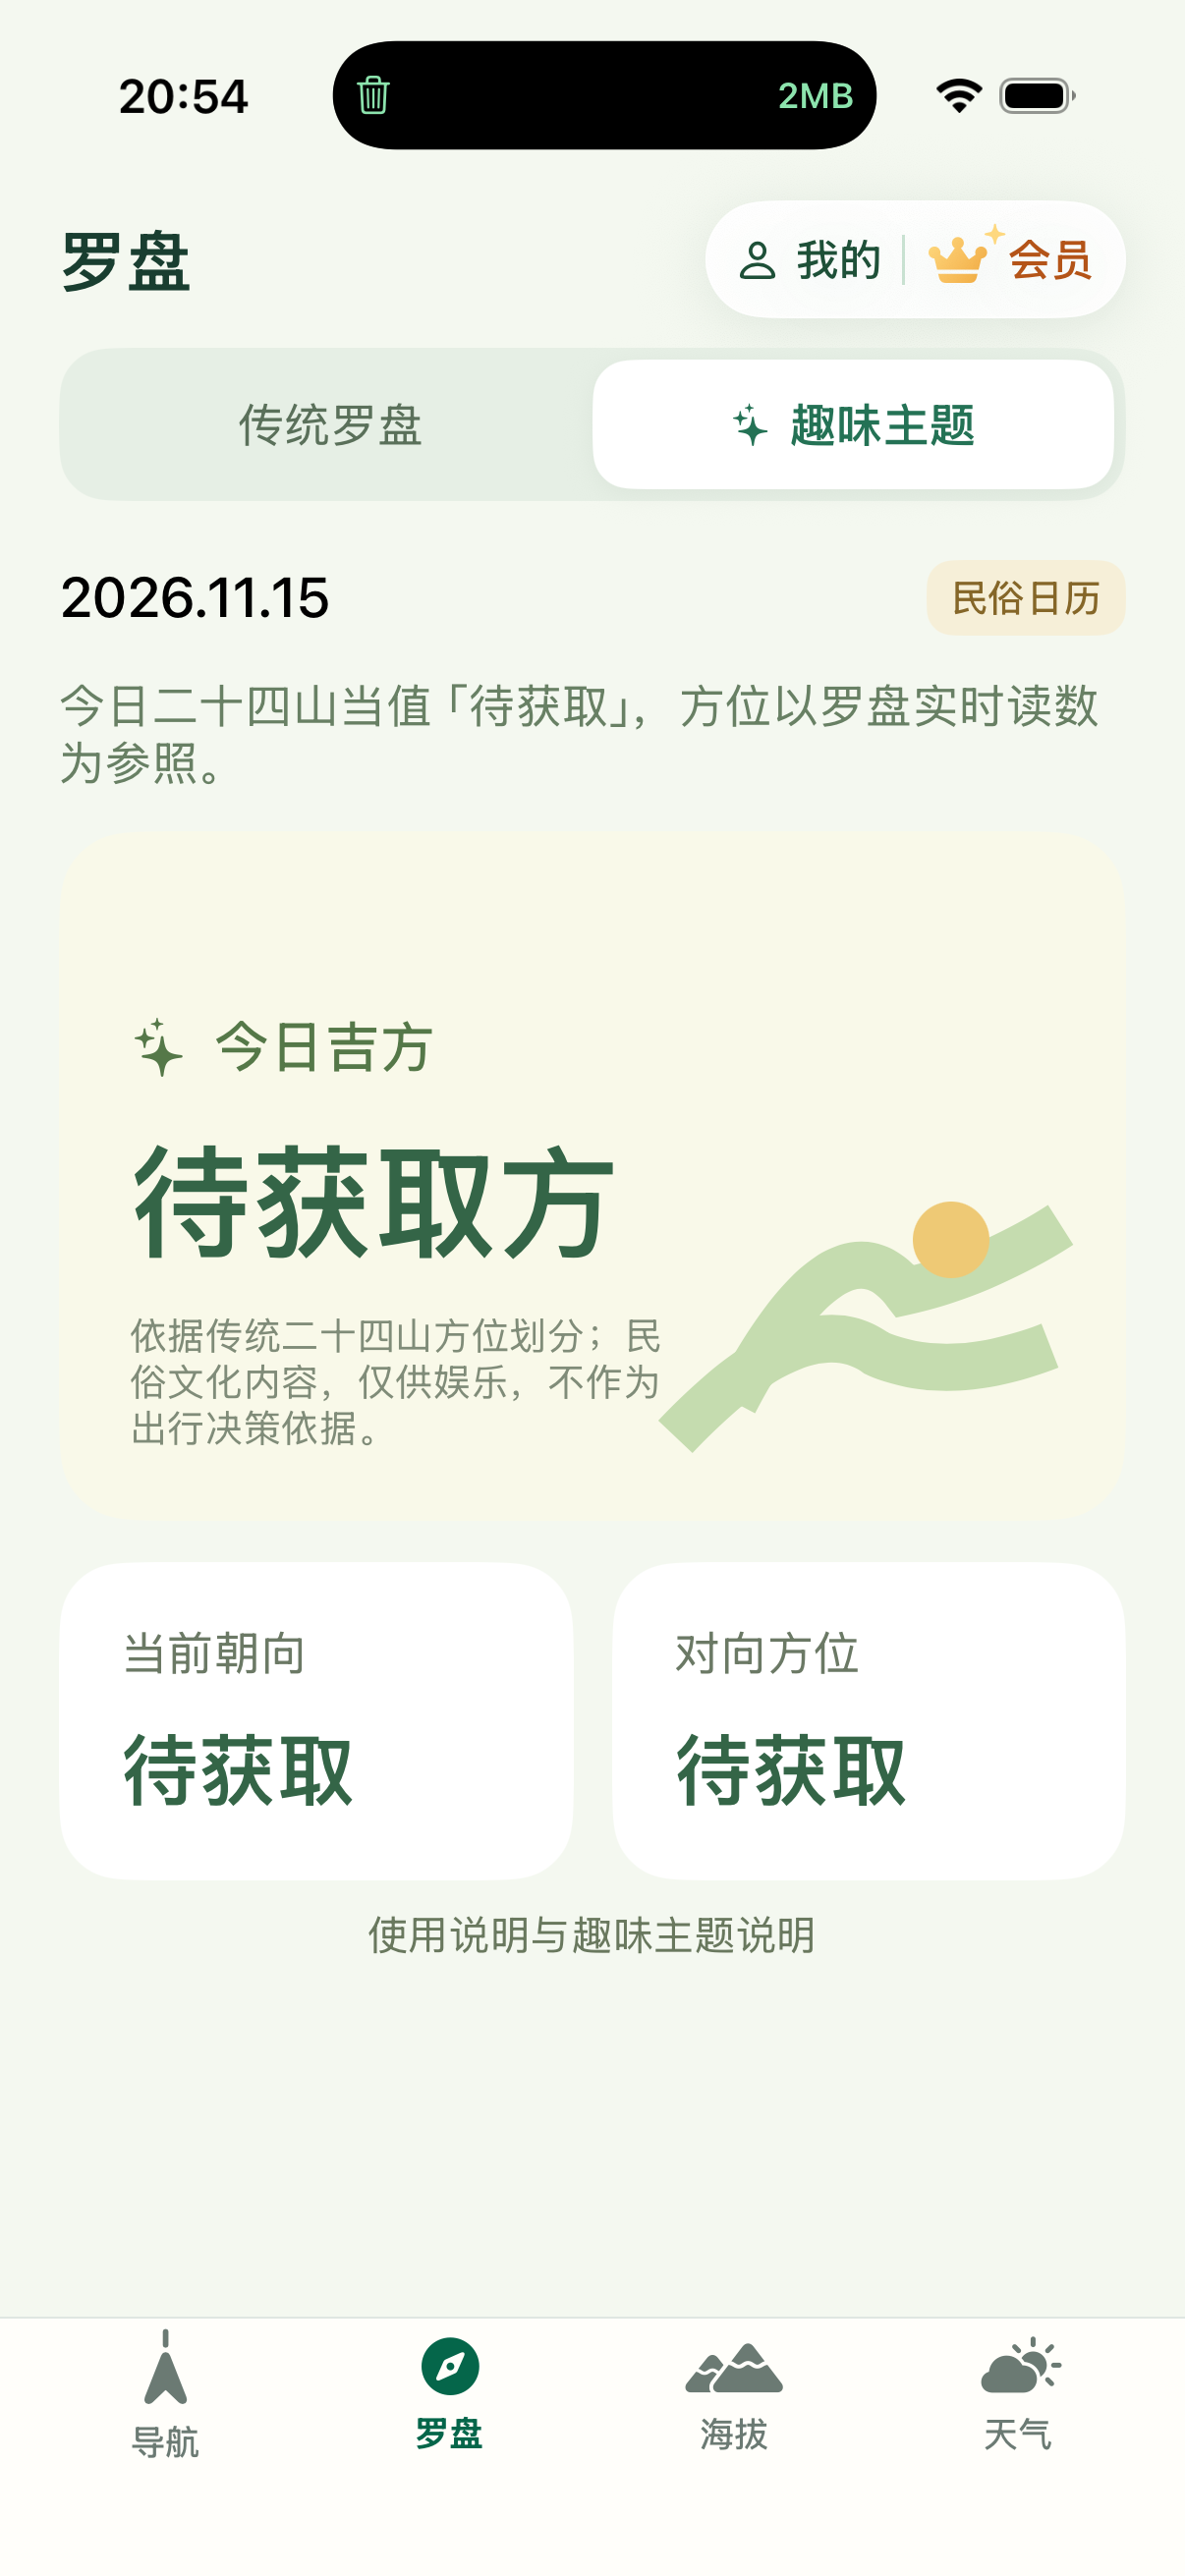 20:54
2MB
罗盘
我的
会员
传统罗盘
趣味主题
2026.11.15
民俗日历
今日二十四山当值「待获取」，方位以罗盘实时读数
为参照。
今日吉方
待获取方
依据传统二十四山方位划分；民
俗文化内容，仅供娱乐，不作为
出行决策依据。
当前朝向
对向方位
待获取
待获取
使用说明与趣味主题说明
导航
罗盘
海拔
天气